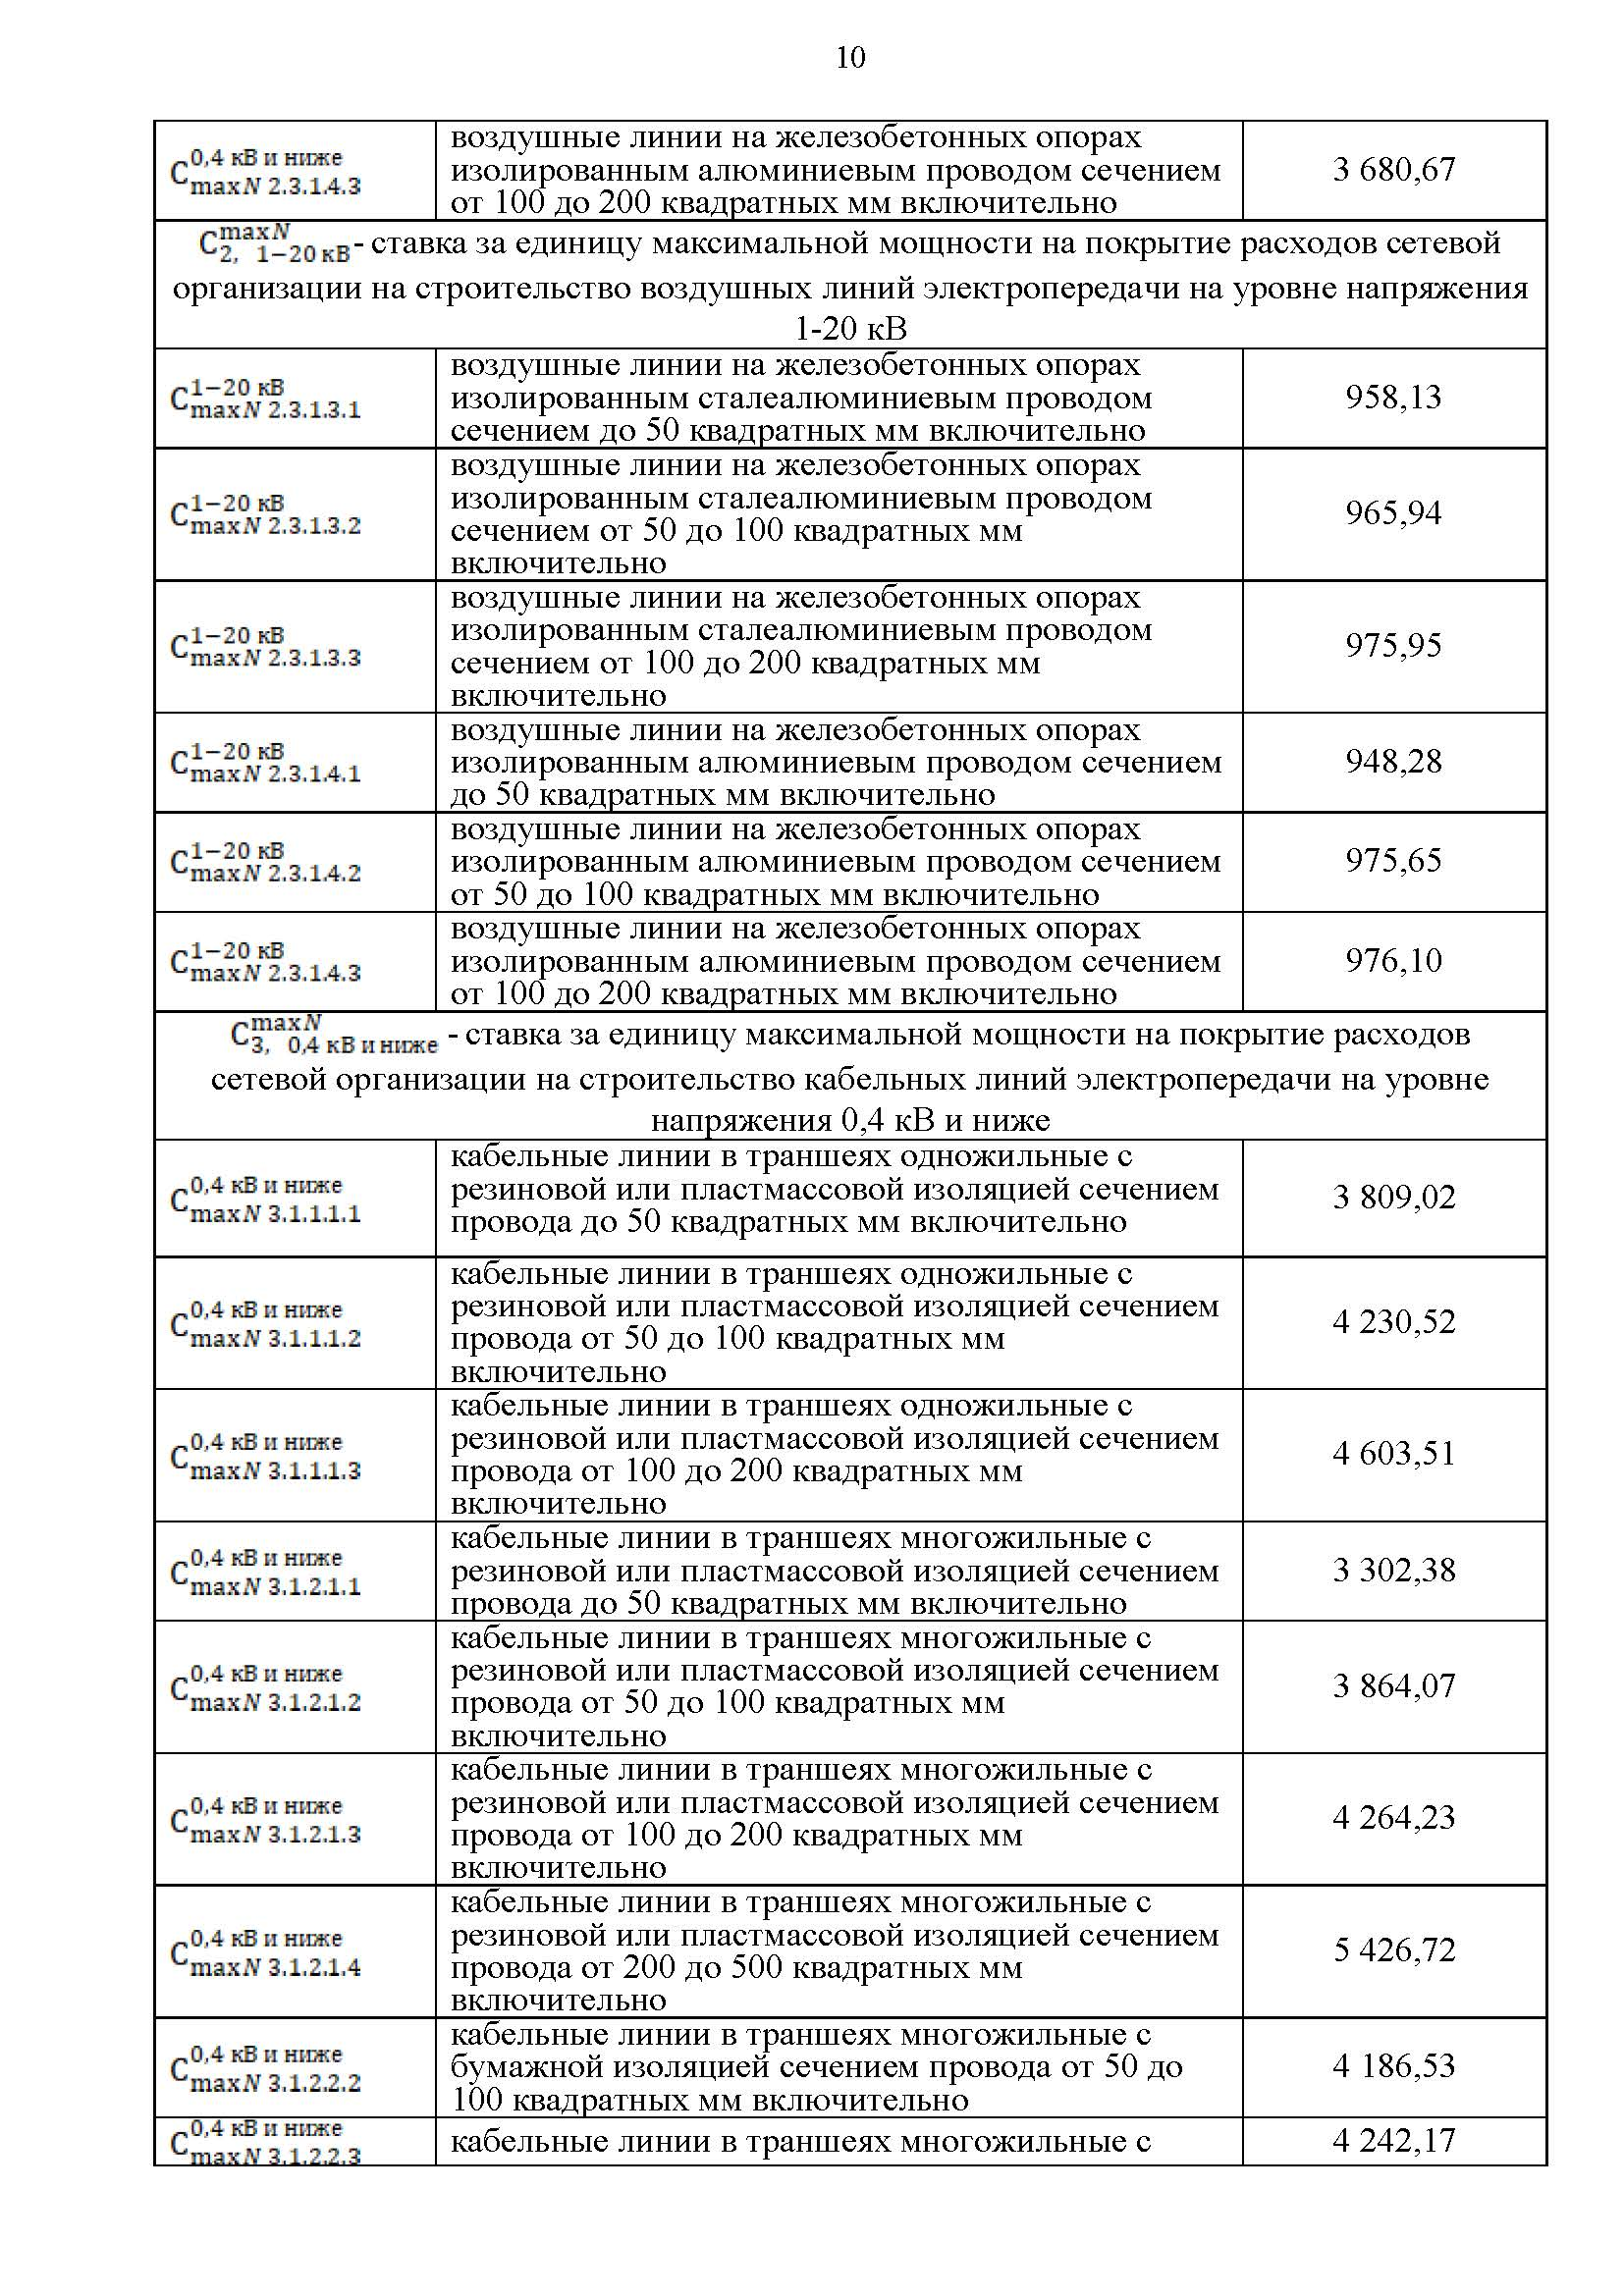 10
C 0,4 кВ и ниже maxN 2.3.1.4.3
воздушные линии на железобетонных опорах
изолированным алюминиевым проводом сечением
от 100 до 200 квадратных мм включительно
3 680,67
C maxN 2, 1−20 кВ - ставка за единицу максимальной мощности на покрытие расходов сетевой
организации на строительство воздушных линий электропередачи на уровне напряжения
1-20 кВ
C 1−20 кВ maxN 2.3.1.3.1
воздушные линии на железобетонных опорах
изолированным сталеалюминиевым проводом
сечением до 50 квадратных мм включительно
958,13
C 1−20 кВ maxN 2.3.1.3.2
воздушные линии на железобетонных опорах
изолированным сталеалюминиевым проводом
сечением от 50 до 100 квадратных мм
включительно
965,94
C 1−20 кВ maxN 2.3.1.3.3
воздушные линии на железобетонных опорах
изолированным сталеалюминиевым проводом
сечением от 100 до 200 квадратных мм
включительно
975,95
C 1−20 кВ maxN 2.3.1.4.1
воздушные линии на железобетонных опорах
изолированным алюминиевым проводом сечением
до 50 квадратных мм включительно
948,28
C 1−20 кВ maxN 2.3.1.4.2
воздушные линии на железобетонных опорах
изолированным алюминиевым проводом сечением
от 50 до 100 квадратных мм включительно
975,65
C 1−20 кВ maxN 2.3.1.4.3
воздушные линии на железобетонных опорах
изолированным алюминиевым проводом сечением
от 100 до 200 квадратных мм включительно
976,10
C maxN 3, 0,4 кВ и ниже - ставка за единицу максимальной мощности на покрытие расходов
сетевой организации на строительство кабельных линий электропередачи на уровне
напряжения 0,4 кВ и ниже
C 0,4 кВ и ниже maxN 3.1.1.1.1
кабельные линии в траншеях одножильные с
резиновой или пластмассовой изоляцией сечением
провода до 50 квадратных мм включительно
3 809,02
C 0,4 кВ и ниже maxN 3.1.1.1.2
кабельные линии в траншеях одножильные с
резиновой или пластмассовой изоляцией сечением
провода от 50 до 100 квадратных мм
включительно
4 230,52
C 0,4 кВ и ниже maxN 3.1.1.1.3
кабельные линии в траншеях одножильные с
резиновой или пластмассовой изоляцией сечением
провода от 100 до 200 квадратных мм
включительно
4 603,51
C 0,4 кВ и ниже maxN 3.1.2.1.1
кабельные линии в траншеях многожильные с
резиновой или пластмассовой изоляцией сечением
провода до 50 квадратных мм включительно
3 302,38
C 0,4 кВ и ниже maxN 3.1.2.1.2
кабельные линии в траншеях многожильные с
резиновой или пластмассовой изоляцией сечением
провода от 50 до 100 квадратных мм
включительно
3 864,07
C 0,4 кВ и ниже maxN 3.1.2.1.3
кабельные линии в траншеях многожильные с
резиновой или пластмассовой изоляцией сечением
провода от 100 до 200 квадратных мм
включительно
4 264,23
C 0,4 кВ и ниже maxN 3.1.2.1.4
кабельные линии в траншеях многожильные с
резиновой или пластмассовой изоляцией сечением
провода от 200 до 500 квадратных мм
включительно
5 426,72
C 0,4 кВ и ниже maxN 3.1.2.2.2
кабельные линии в траншеях многожильные с
бумажной изоляцией сечением провода от 50 до
100 квадратных мм включительно
4 186,53
C 0,4 кВ и ниже maxN 3.1.2.2.3
кабельные линии в траншеях многожильные с
4 242,17